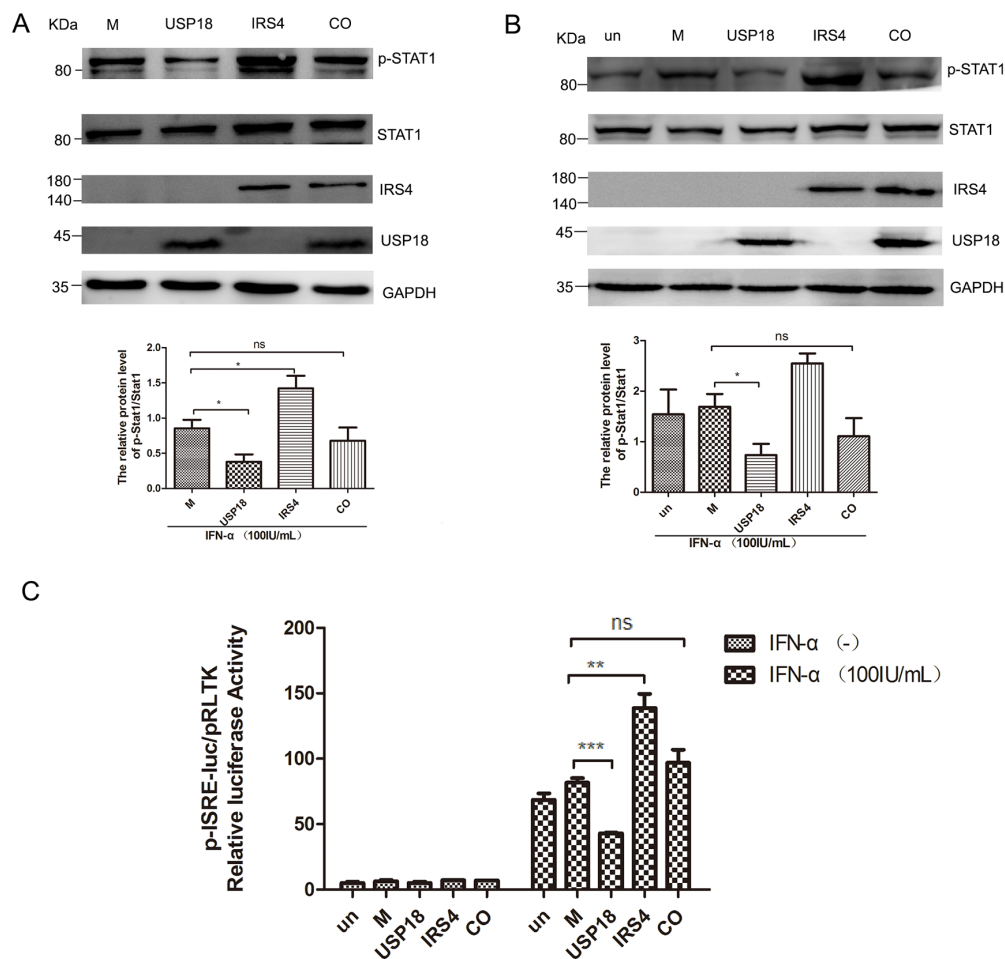 A
KDa M USP18 IRS4 CO
p-STAT1
80
STAT1
80
180
IRS4
140
45
USP18
35
GAPDH
The relative protein level
of p-Stat1/Stat1
2.0
1.5
1.0
0.5
0.0
ns
*
*
M USP18 IRS4 CO
IFN-α （100IU/mL）
B
KDa un M USP18 IRS4 CO
p-STAT1
80
STAT1
80
180
IRS4
140
45
USP18
35
GAPDH
The relative protein level
of p-Stat1/Stat1
3
2
1
0
ns
*
un M USP18 IRS4 CO
IFN-α （100IU/mL）
C
p-ISRE-luc/pRLTK
Relative luciferase Activity
200
150
100
50
0
ns
**
***
un M USP18 IRS4 CO un M USP18 IRS4 CO
IFN-α (-)
IFN-α （100IU/mL）